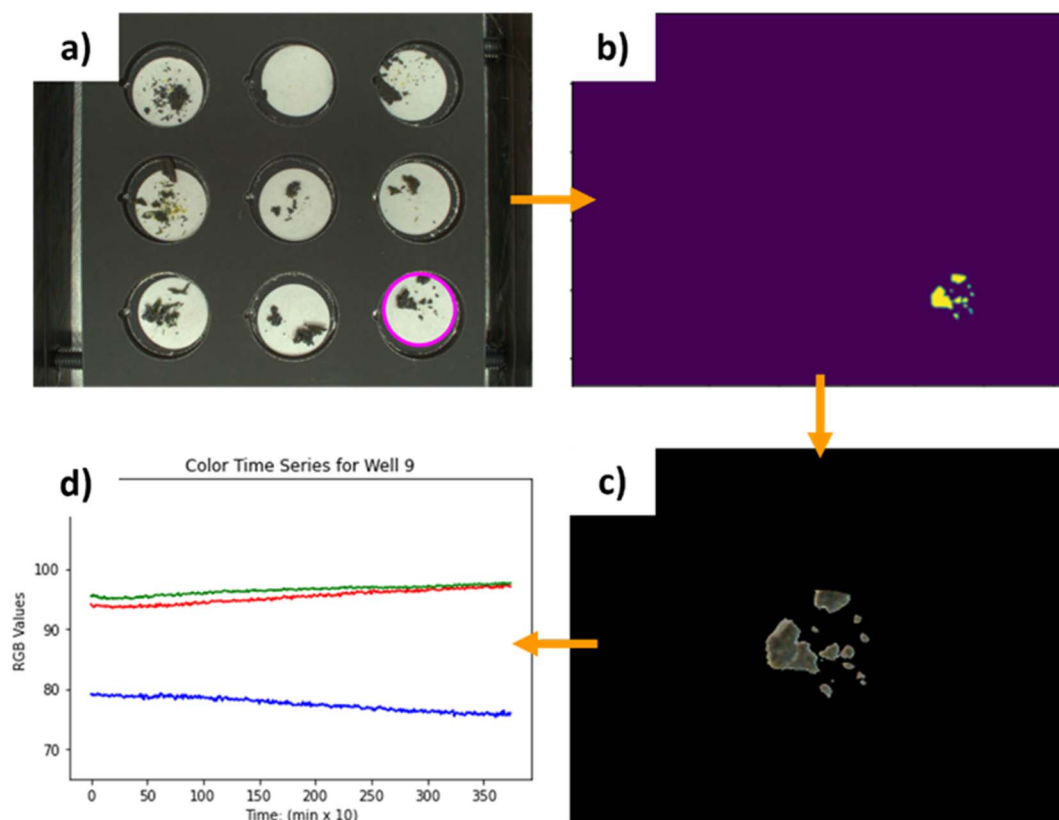 a)
b)
c)
d)
Color Time Series for Well 9
RGB Values
100
90
80
70
0 50 100 150 200 250 300 350
Time: (min x 10)